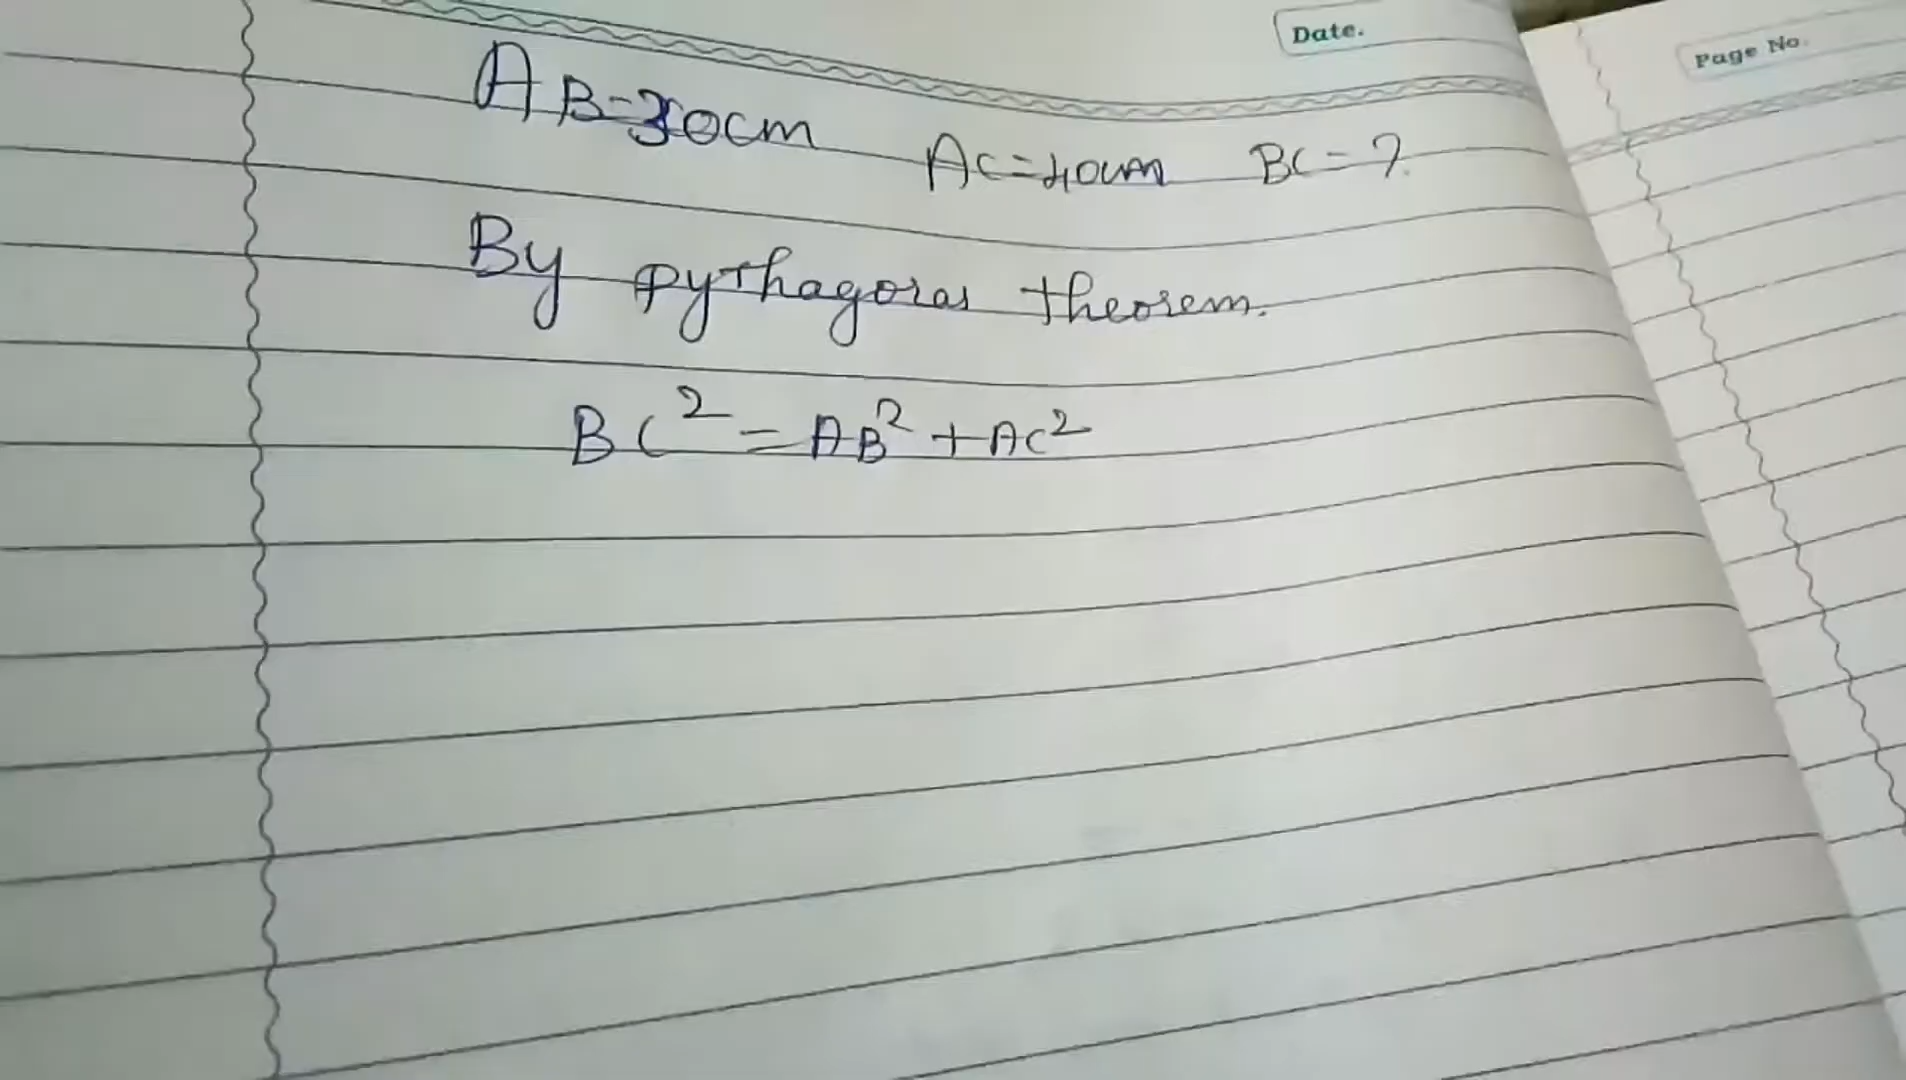 Date.
Page No.
AB=30cm AC=40cm BC=?
By pythagoras theorem.
BC²=AB²+AC²